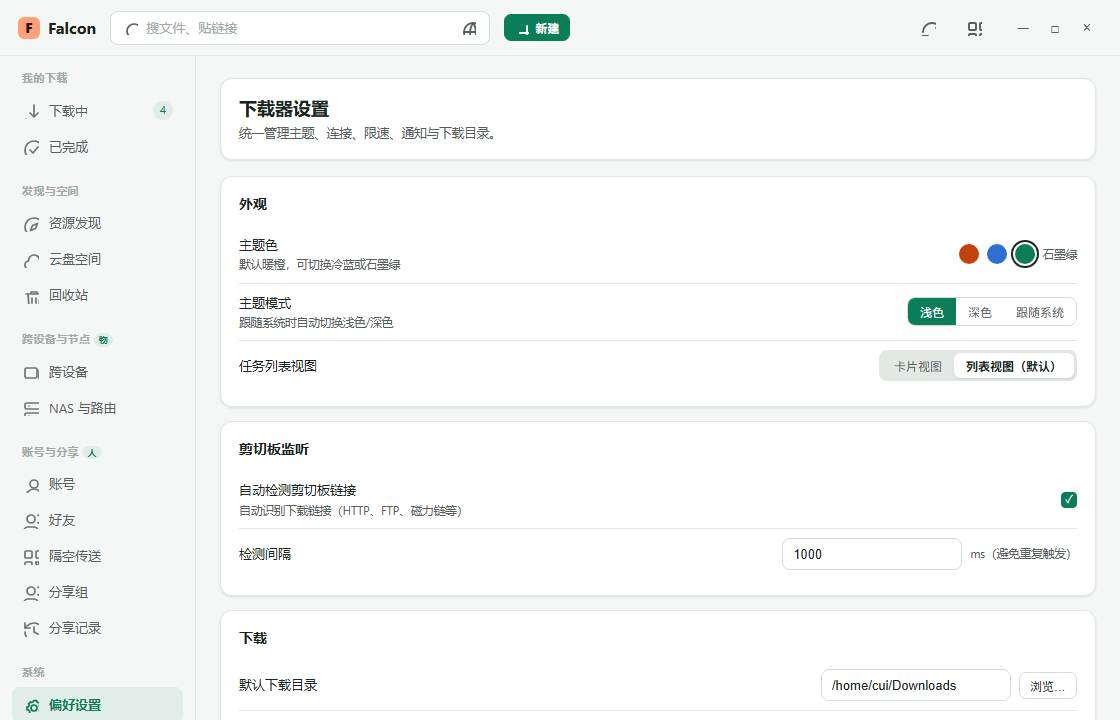 F Falcon
搜文件、贴链接
新建
我的下载
下载中 4
已完成
发现与空间
资源发现
云盘空间
回收站
跨设备与节点 物
跨设备
NAS 与路由
账号与分享 人
账号
好友
隔空传送
分享组
分享记录
系统
偏好设置
下载器设置
统一管理主题、连接、限速、通知与下载目录。
外观
主题色
默认暖橙，可切换冷蓝或石墨绿
石墨绿
主题模式
跟随系统时自动切换浅色/深色
浅色 深色 跟随系统
任务列表视图
卡片视图 列表视图（默认）
剪切板监听
自动检测剪切板链接
自动识别下载链接（HTTP、FTP、磁力链等）
检测间隔
1000 ms（避免重复触发）
下载
默认下载目录
/home/cui/Downloads 浏览...